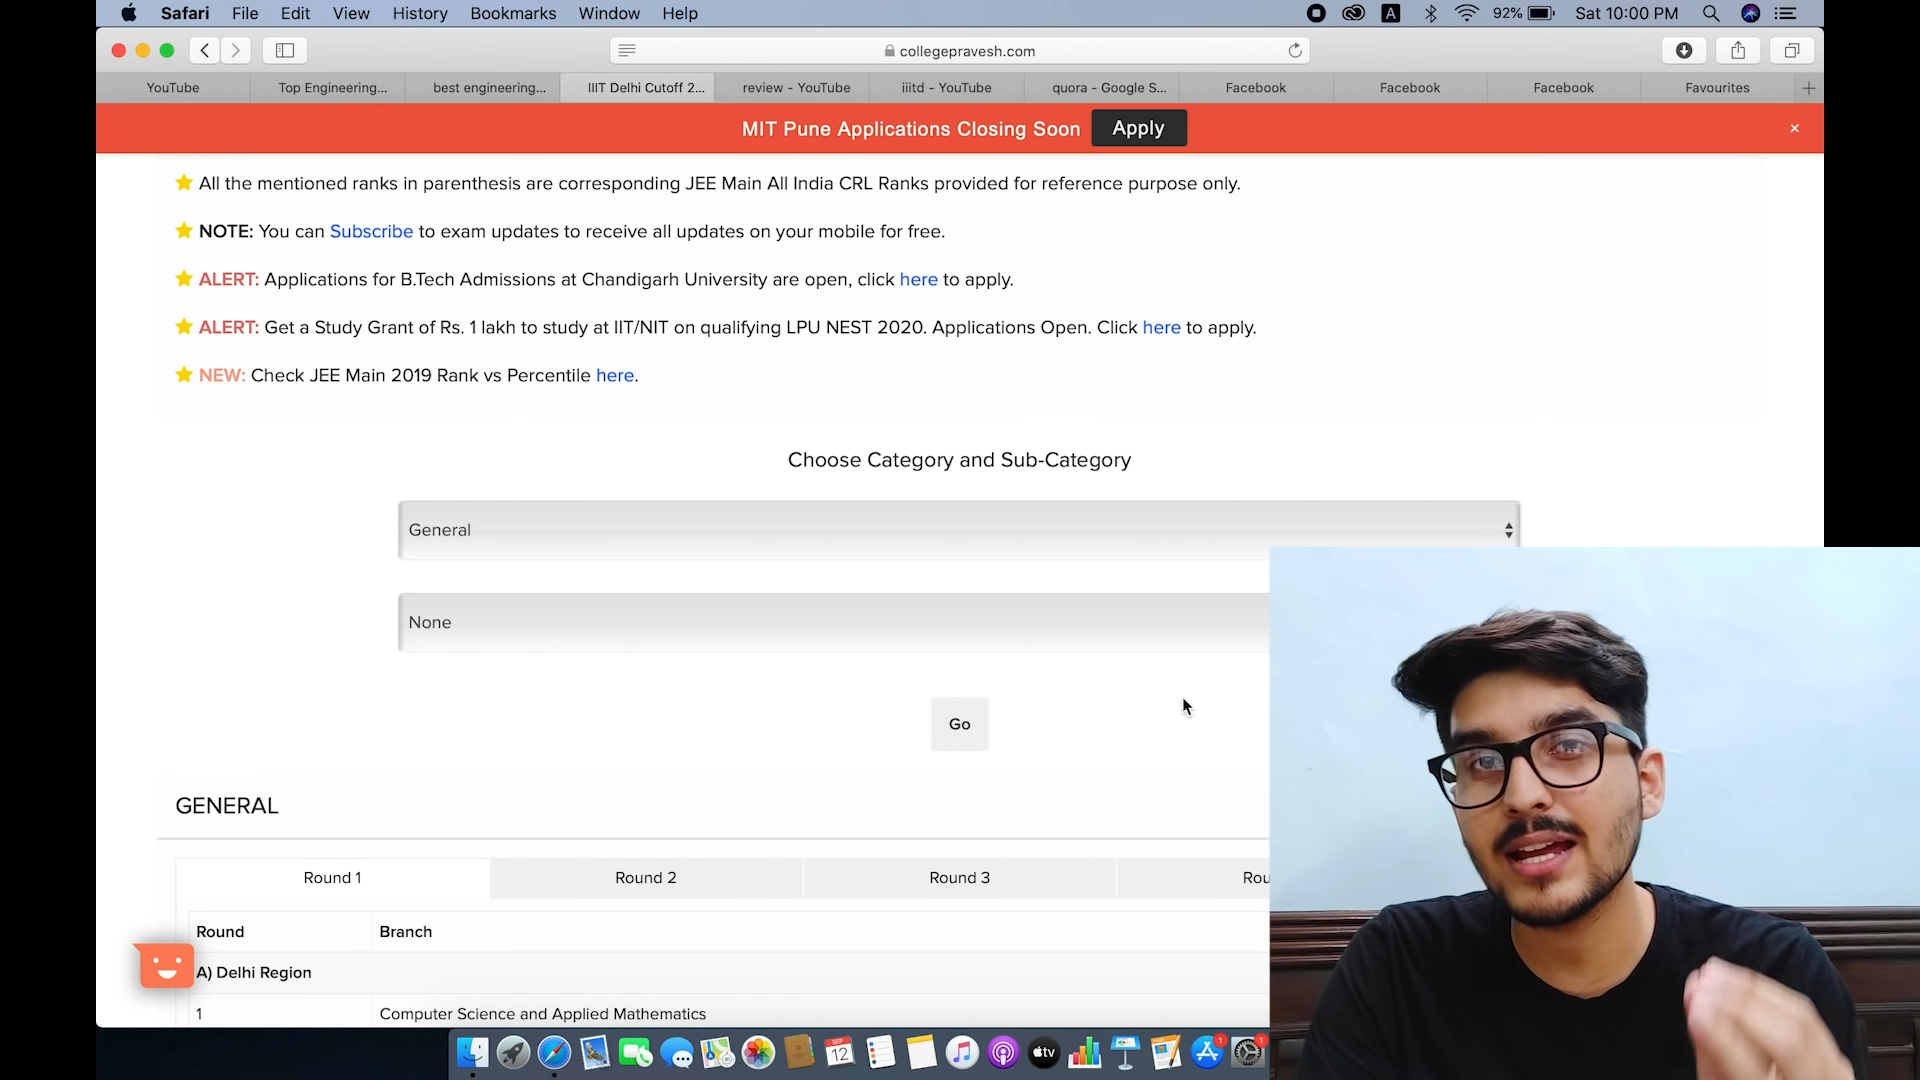 Safari File Edit View History Bookmarks Window Help A 92% Sat 10:00 PM
collegepravesh.com
YouTube Top Engineering... best engineering... IIIT Delhi Cutoff 2... review - YouTube iiitd - YouTube quora - Google S... Facebook Facebook Facebook Favourites
MIT Pune Applications Closing Soon Apply ×
All the mentioned ranks in parenthesis are corresponding JEE Main All India CRL Ranks provided for reference purpose only.
NOTE: You can Subscribe to exam updates to receive all updates on your mobile for free.
ALERT: Applications for B.Tech Admissions at Chandigarh University are open, click here to apply.
ALERT: Get a Study Grant of Rs. 1 lakh to study at IIT/NIT on qualifying LPU NEST 2020. Applications Open. Click here to apply.
NEW: Check JEE Main 2019 Rank vs Percentile here.
Choose Category and Sub-Category
General
None
Go
GENERAL
Round 1 Round 2 Round 3 Rou
Round Branch
A) Delhi Region
1 Computer Science and Applied Mathematics
SEP 12 tv 1 1